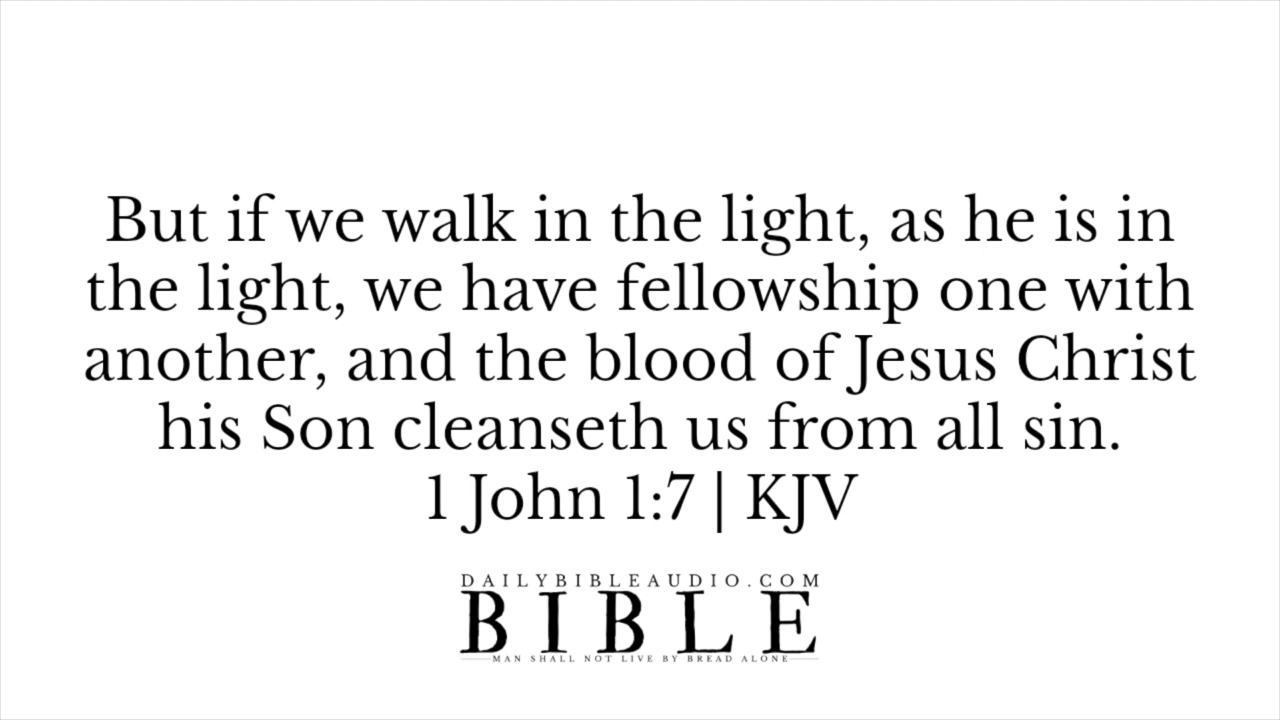 But if we walk in the light, as he is in
the light, we have fellowship one with
another, and the blood of Jesus Christ
his Son cleanseth us from all sin.
1 John 1:7 | KJV
DAILYBIBLEAUDIO.COM
BIBLE
MAN SHALL NOT LIVE BY BREAD ALONE